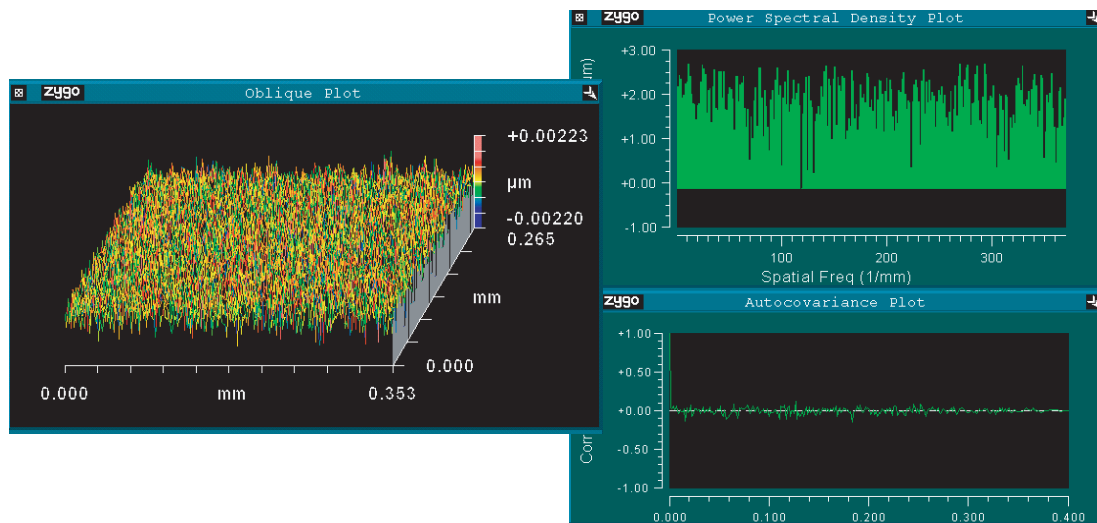 zygo
Oblique Plot
+0.00223
µm
-0.00220
0.265
mm
0.000
0.000
mm
0.353
zygo
Power Spectral Density Plot
+3.00
+2.00
+1.00
+0.00
-1.00
um)
100
200
300
Spatial Freq (1/mm)
zygo
Autocovariance Plot
+1.00
+0.50
+0.00
-0.50
-1.00
Corr
0.000
0.100
0.200
0.300
0.400